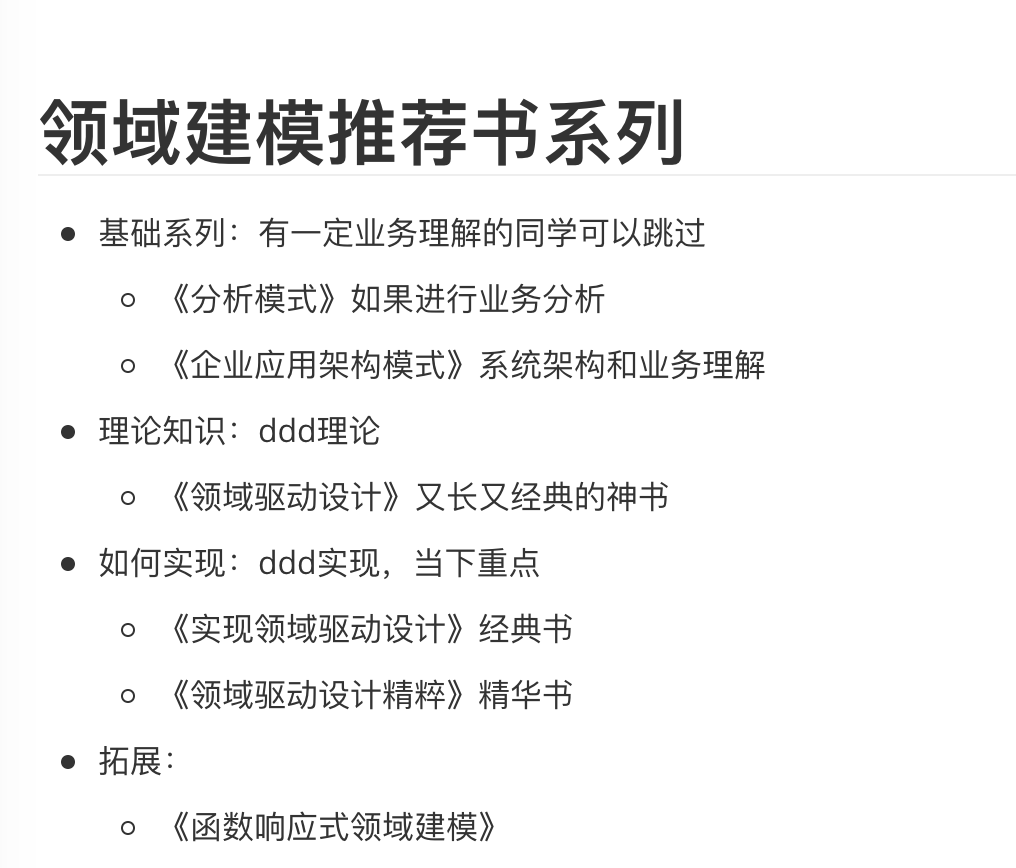 领域建模推荐书系列
基础系列：有一定业务理解的同学可以跳过
《分析模式》如果进行业务分析
《企业应用架构模式》系统架构和业务理解
理论知识：ddd理论
《领域驱动设计》又长又经典的神书
如何实现：ddd实现，当下重点
《实现领域驱动设计》经典书
《领域驱动设计精粹》精华书
拓展：
《函数响应式领域建模》